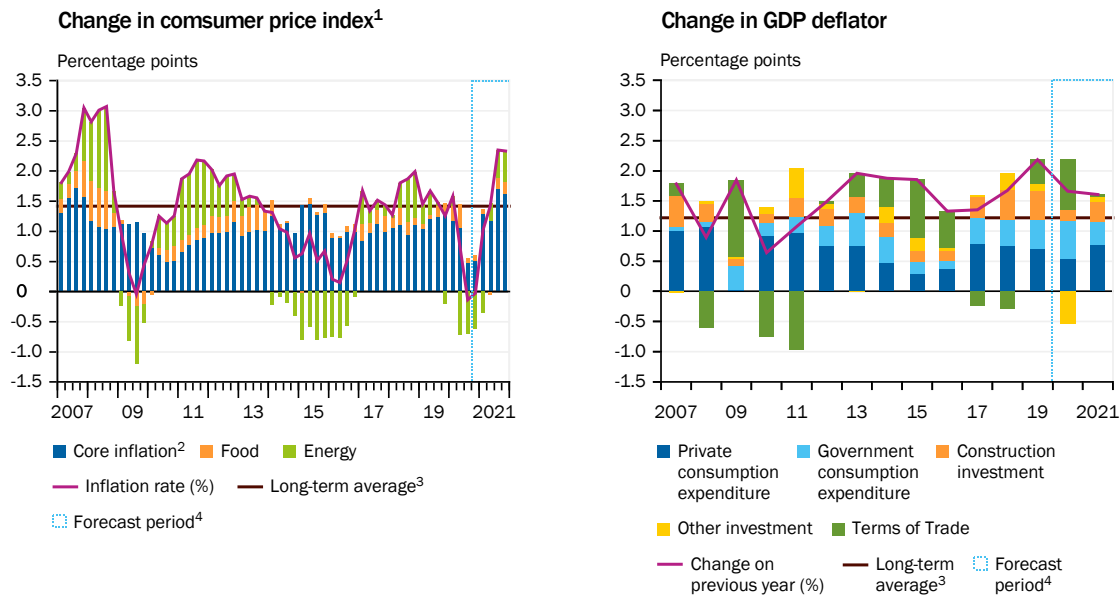 Change in comsumer price index1
Percentage points
3.5
1.0
2.5
2.0
1.5
1.0
0.5
0
-0.5
-1.0
-1.5
2007
09
11
13
15
17
19
2021
Core inflation2
Food
Energy
Inflation rate (%)
Long-term average3
Forecast period4
Change in GDP deflator
Percentage points
3.5
1.0
2.5
2.0
1.5
1.0
0.5
0
-0.5
-1.0
-1.5
2007
09
11
13
15
17
19
2021
Private
consumption
expenditure
Government
consumption
expenditure
Construction
investment
Other investment
Terms of Trade
Change on
previous year (%)
Long-term
average3
Forecast
period4